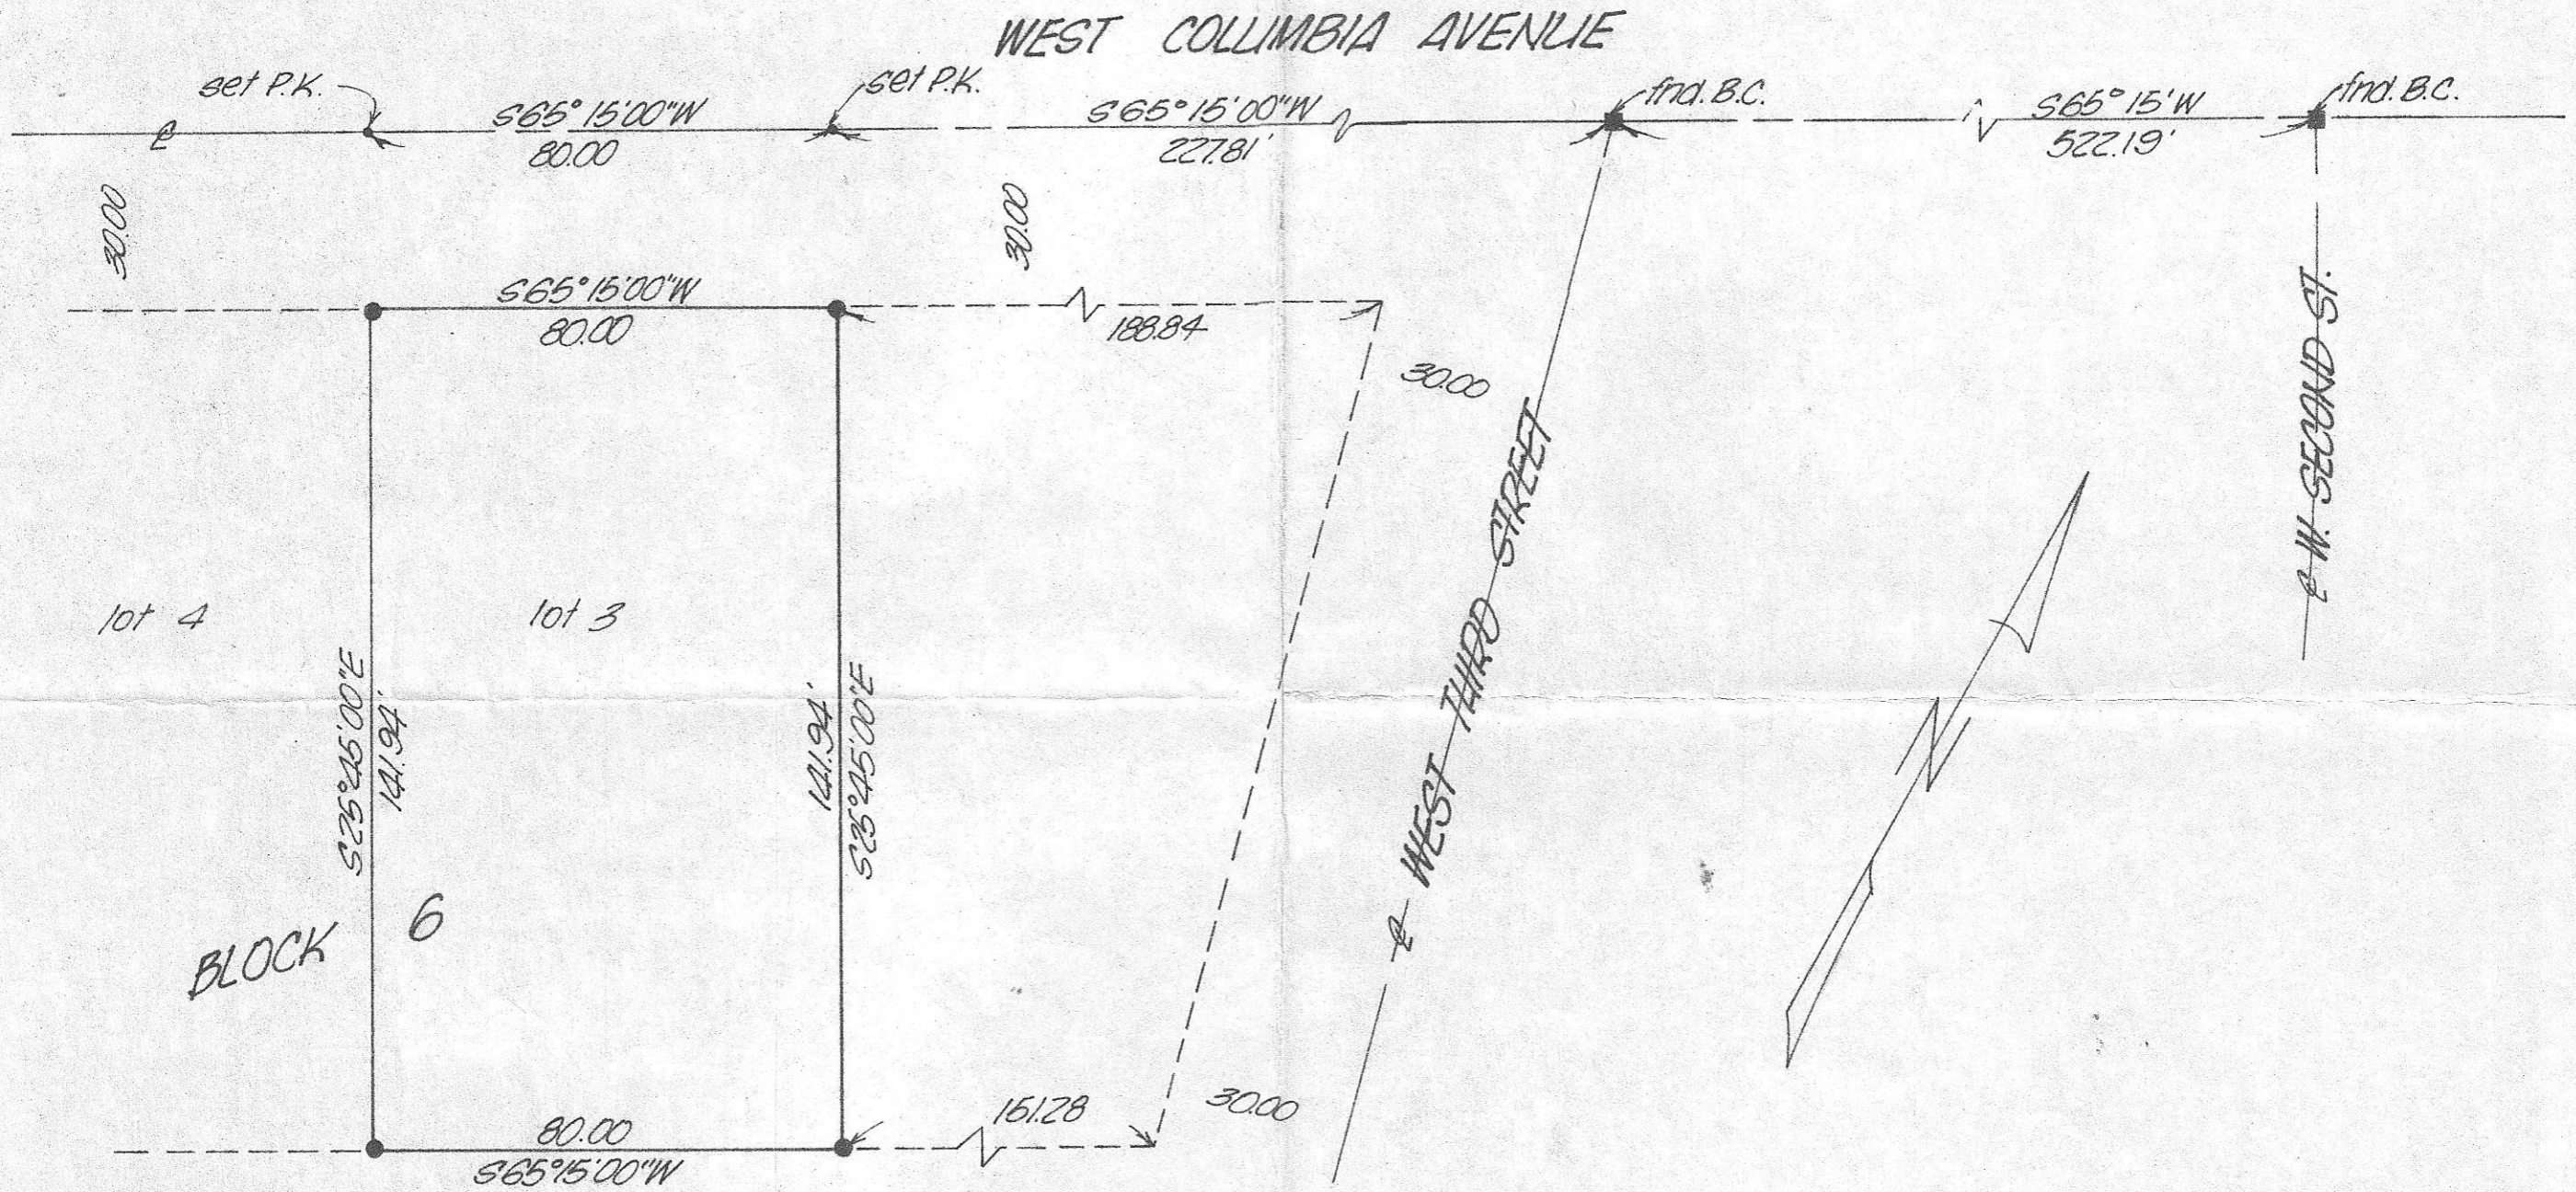 WEST COLUMBIA AVENUE
set P.K.
set P.K.
fnd. B.C.
fnd. B.C.
S65°15'00"W
S65°15'00"W
S65°15'W
80.00
227.81'
522.19'
30.00
30.00
S65°15'00"W
80.00
188.84
30.00
℄ WEST THIRD STREET
℄ W. SECOND ST.
lot 4
lot 3
S25°45'00"E
141.94'
141.94'
S25°45'00"E
N
BLOCK 6
80.00
S65°15'00"W
30.00
℄